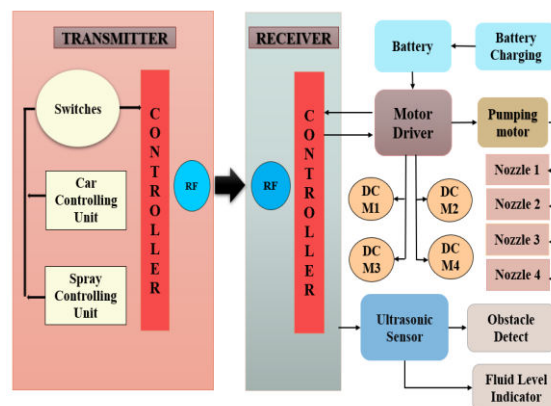 TRANSMITTER
Switches
Car
Controlling
Unit
Spray
Controlling
Unit
CONTROLLER
RF
RECEIVER
RF
CONTROLLER
Battery
Battery
Charging
Motor
Driver
Pumping
motor
DC
M1
DC
M2
DC
M3
DC
M4
Nozzle 1
Nozzle 2
Nozzle 3
Nozzle 4
Ultrasonic
Sensor
Obstacle
Detect
Fluid Level
Indicator